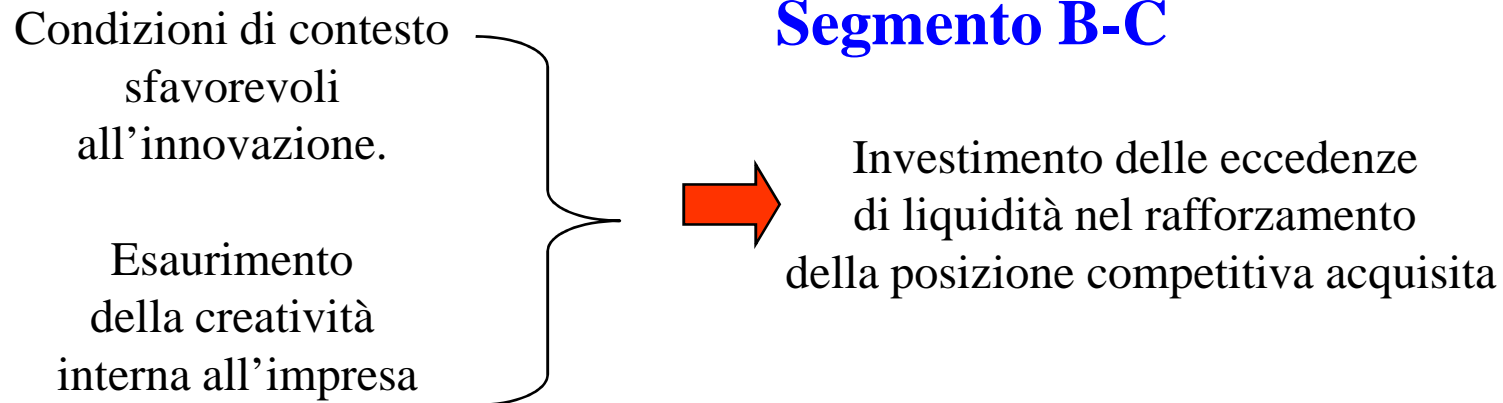 Segmento B-C
Condizioni di contesto
sfavorevoli
all’innovazione.
Esaurimento
della creatività
interna all’impresa
Investimento delle eccedenze
di liquidità nel rafforzamento
della posizione competitiva acquisita